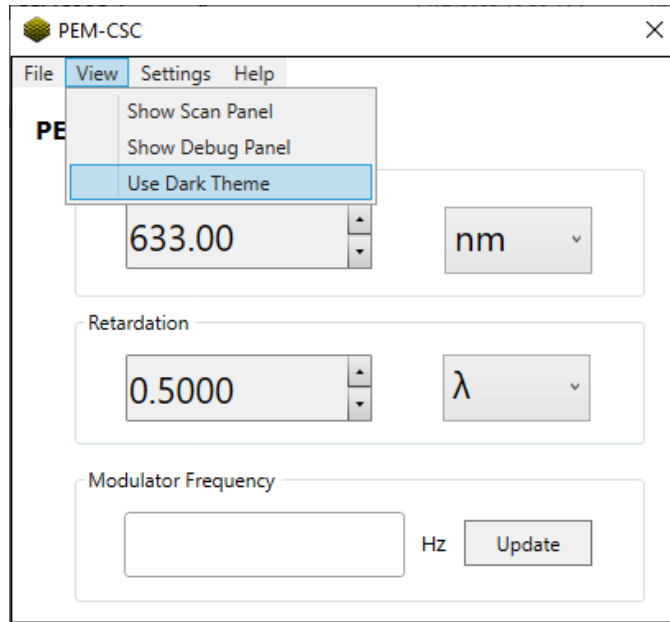 PEM-CSC
File View Settings Help
Show Scan Panel
PE
Show Debug Panel
Use Dark Theme
633.00 nm
Retardation
0.5000 λ
Modulator Frequency
Hz Update